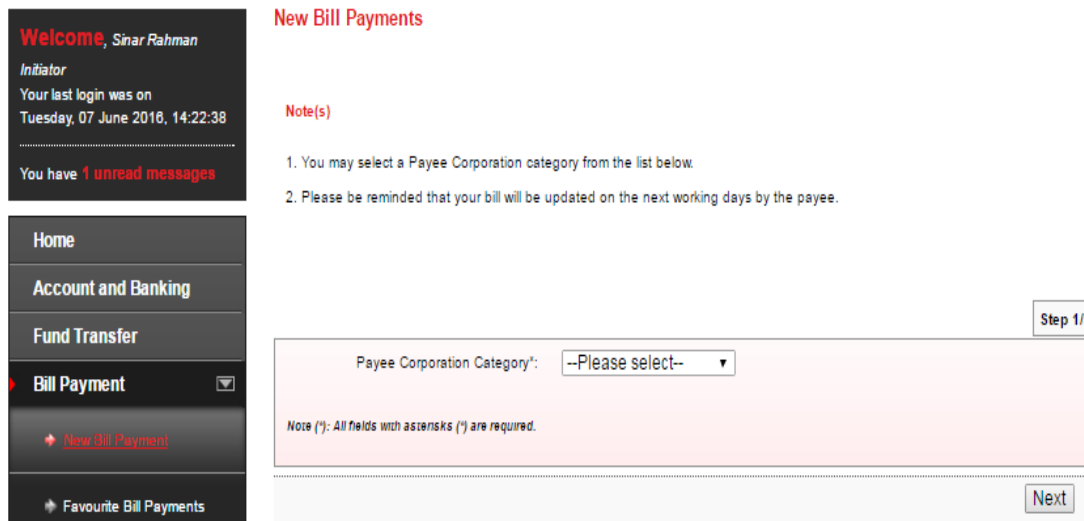 Welcome, Sinar Rahman
Initiator
Your last login was on
Tuesday, 07 June 2016, 14:22:38
You have 1 unread messages
Home
Account and Banking
Fund Transfer
Bill Payment
New Bill Payment
Favourite Bill Payments
New Bill Payments
Note(s)
1. You may select a Payee Corporation category from the list below.
2. Please be reminded that your bill will be updated on the next working days by the payee.
Step 1/
Payee Corporation Category*: --Please select--
Note (*): All fields with asterisks (*) are required.
Next